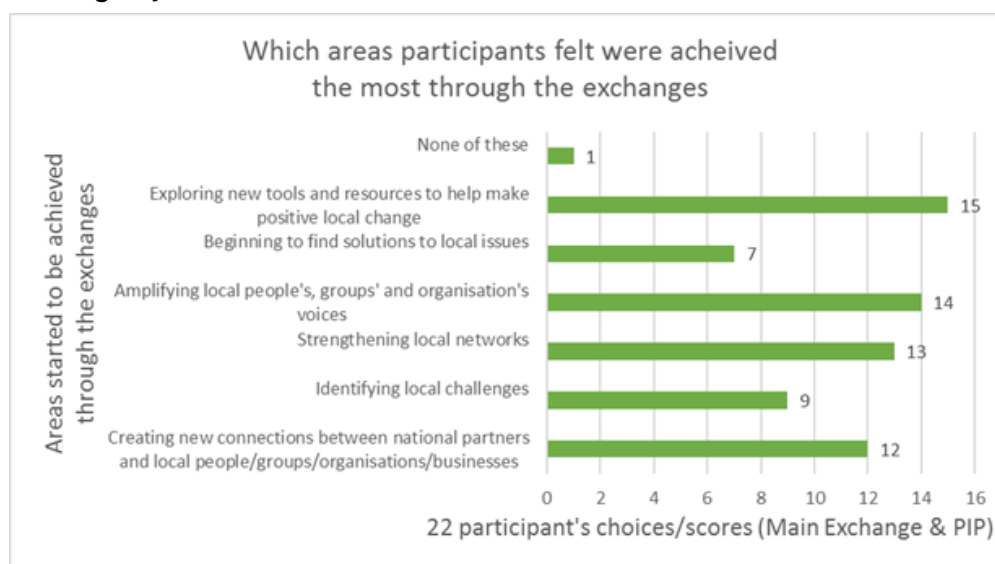 Which areas participants felt were acheived
the most through the exchanges
Areas started to be achieved
through the exchanges
None of these
1
Exploring new tools and resources to help make
positive local change
15
Beginning to find solutions to local issues
7
Amplifying local people's, groups' and organisation's
voices
14
Strengthening local networks
13
Identifying local challenges
9
Creating new connections between national partners
and local people/groups/organisations/businesses
12
0 2 4 6 8 10 12 14 16
22 participant's choices/scores (Main Exchange & PIP)